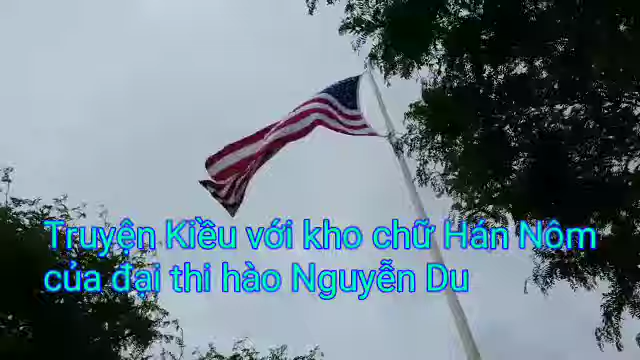 Truyện Kiều với kho chữ Hán Nôm
của đại thi hào Nguyễn Du